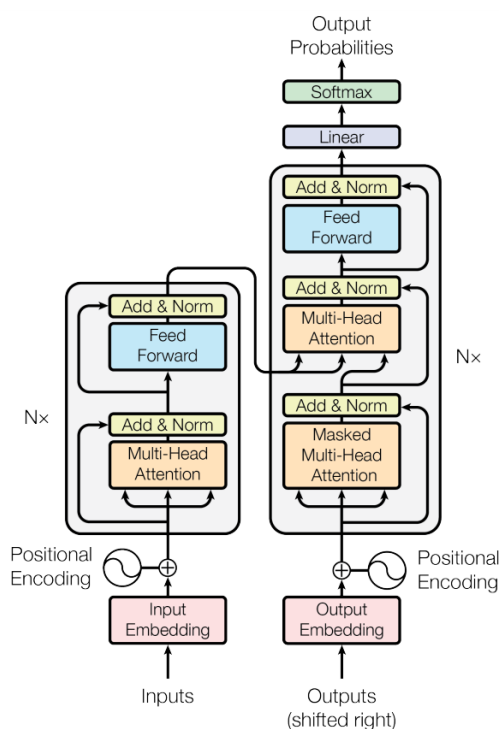 Output
Probabilities
Softmax
Linear
Add & Norm
Feed
Forward
Add & Norm
Multi-Head
Attention
Add & Norm
Masked
Multi-Head
Attention
N×
Add & Norm
Feed
Forward
Add & Norm
Multi-Head
Attention
N×
Positional
Encoding
Positional
Encoding
Input
Embedding
Output
Embedding
Inputs
Outputs
(shifted right)